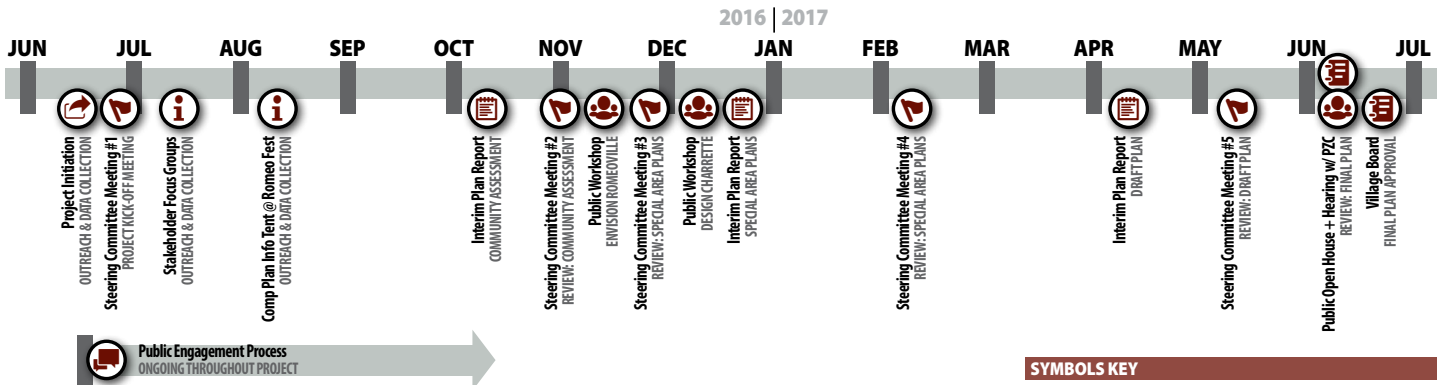 2016 | 2017
JUN JUL AUG SEP OCT NOV DEC JAN FEB MAR APR MAY JUN JUL
Project Initiation
OUTREACH & DATA COLLECTION
Steering Committee Meeting #1
PROJECT KICK-OFF MEETING
Stakeholder Focus Groups
OUTREACH & DATA COLLECTION
Comp Plan Info Tent @ Romeo Fest
OUTREACH & DATA COLLECTION
Interim Plan Report
COMMUNITY ASSESSMENT
Steering Committee Meeting #2
REVIEW: COMMUNITY ASSESSMENT
Public Workshop
ENVISION ROMEOVILLE
Steering Committee Meeting #3
REVIEW: SPECIAL AREA PLANS
Public Workshop
DESIGN CHARRETTE
Interim Plan Report
SPECIAL AREA PLANS
Steering Committee Meeting #4
REVIEW: SPECIAL AREA PLANS
Interim Plan Report
DRAFT PLAN
Steering Committee Meeting #5
REVIEW: DRAFT PLAN
Public Open House + Hearing w/ PZC
REVIEW: FINAL PLAN
Village Board
FINAL PLAN APPROVAL
Public Engagement Process
ONGOING THROUGHOUT PROJECT
SYMBOLS KEY